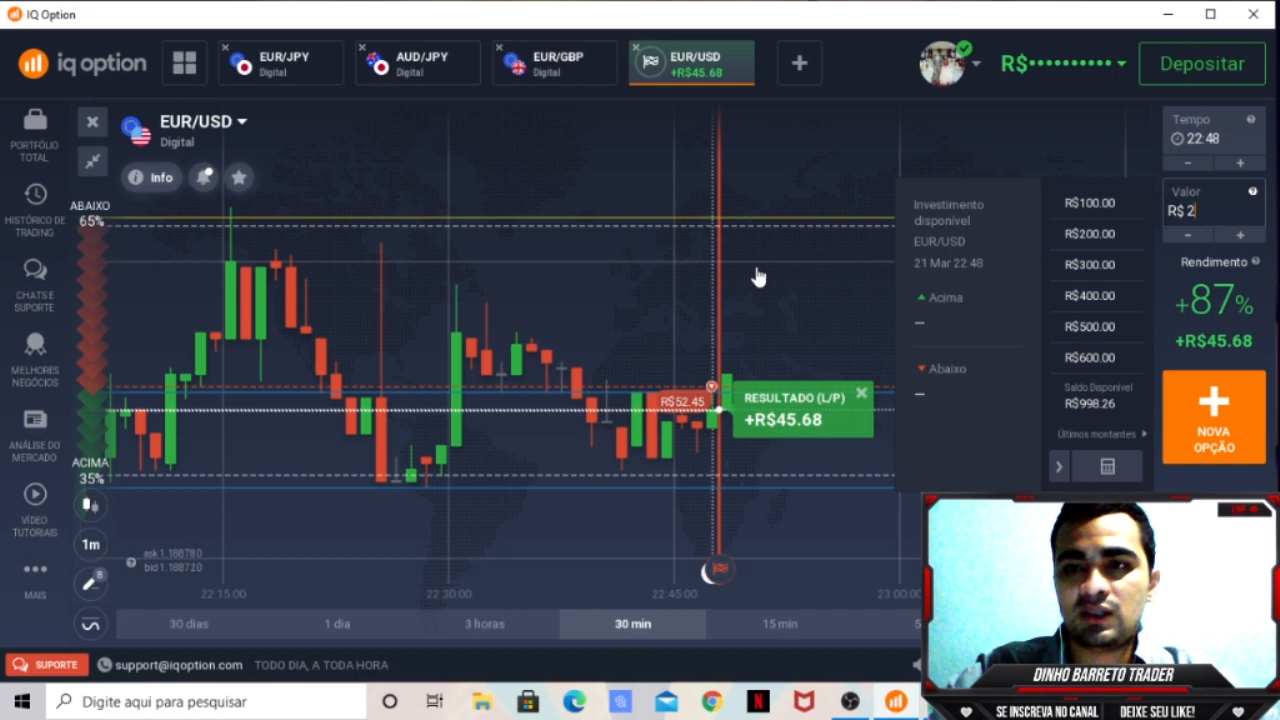 IQ Option
iq option
EUR/JPY
Digital
AUD/JPY
Digital
EUR/GBP
Digital
EUR/USD
+R$45.68
R$••••••••••
Depositar
PORTFÓLIO
TOTAL
HISTÓRICO DE
TRADING
CHATS E
SUPORTE
MELHORES
NEGÓCIOS
ANÁLISE DO
MERCADO
VÍDEO
TUTORIAIS
MAIS
EUR/USD
Digital
Info
ABAIXO
65%
ACIMA
35%
1m
8
ask 1.188780
bid 1.188720
R$52.45
RESULTADO (L/P)
+R$45.68
22:15:00
22:30:00
22:45:00
23:00:00
30 dias
1 dia
3 horas
30 min
15 min
5
Investimento
disponível
EUR/USD
21 Mar 22:48
Acima
–
Abaixo
–
R$100.00
R$200.00
R$300.00
R$400.00
R$500.00
R$600.00
Saldo Disponível
R$998.26
Últimos montantes
Tempo
22:48
- +
Valor
R$ 2
- +
Rendimento
+87%
+R$45.68
NOVA
OPÇÃO
SUPORTE
support@iqoption.com
TODO DIA, A TODA HORA
Digite aqui para pesquisar
DINHO BARRETO TRADER
SE INSCREVA NO CANAL
DEIXE SEU LIKE!